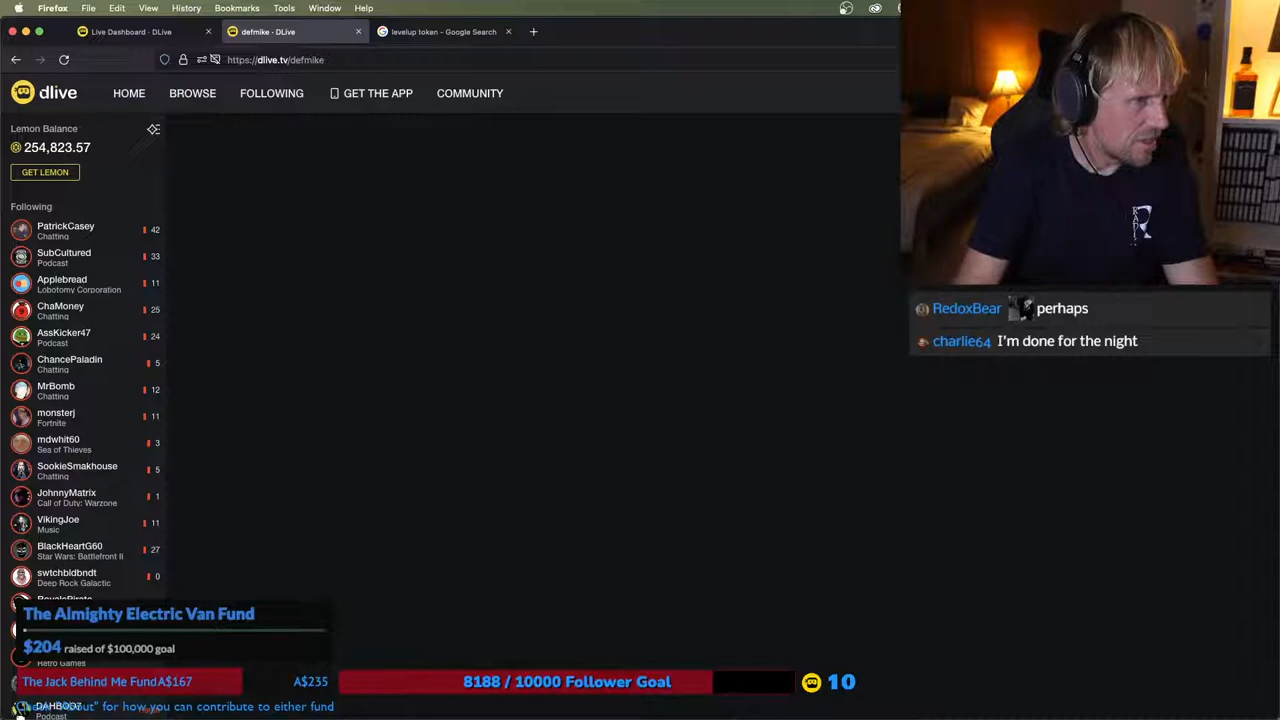 Firefox File Edit View History Bookmarks Tools Window Help
Live Dashboard · DLive × defmike · DLive × levelup token - Google Search × +
https://dlive.tv/defmike
dlive HOME BROWSE FOLLOWING GET THE APP COMMUNITY
Lemon Balance
254,823.57
GET LEMON
Following
PatrickCasey 42
Chatting
SubCultured 33
Podcast
Applebread 11
Lobotomy Corporation
ChaMoney 25
Chatting
AssKicker47 24
Podcast
ChancePaladin 5
Chatting
MrBomb 12
Chatting
monsterj 11
Fortnite
mdwhit60 3
Sea of Thieves
SookieSmakhouse 5
Chatting
JohnnyMatrix 1
Call of Duty: Warzone
VikingJoe 11
Music
BlackHeartG60 27
Star Wars: Battlefront II
swtchbldbndt 0
Deep Rock Galactic
RedoxBear perhaps
charlie64 I'm done for the night
The Almighty Electric Van Fund
$204 raised of $100,000 goal
Retro Games
The Jack Behind Me Fund A$167 A$235
8188 / 10000 Follower Goal
10
for how you can contribute to either fund
Podcast